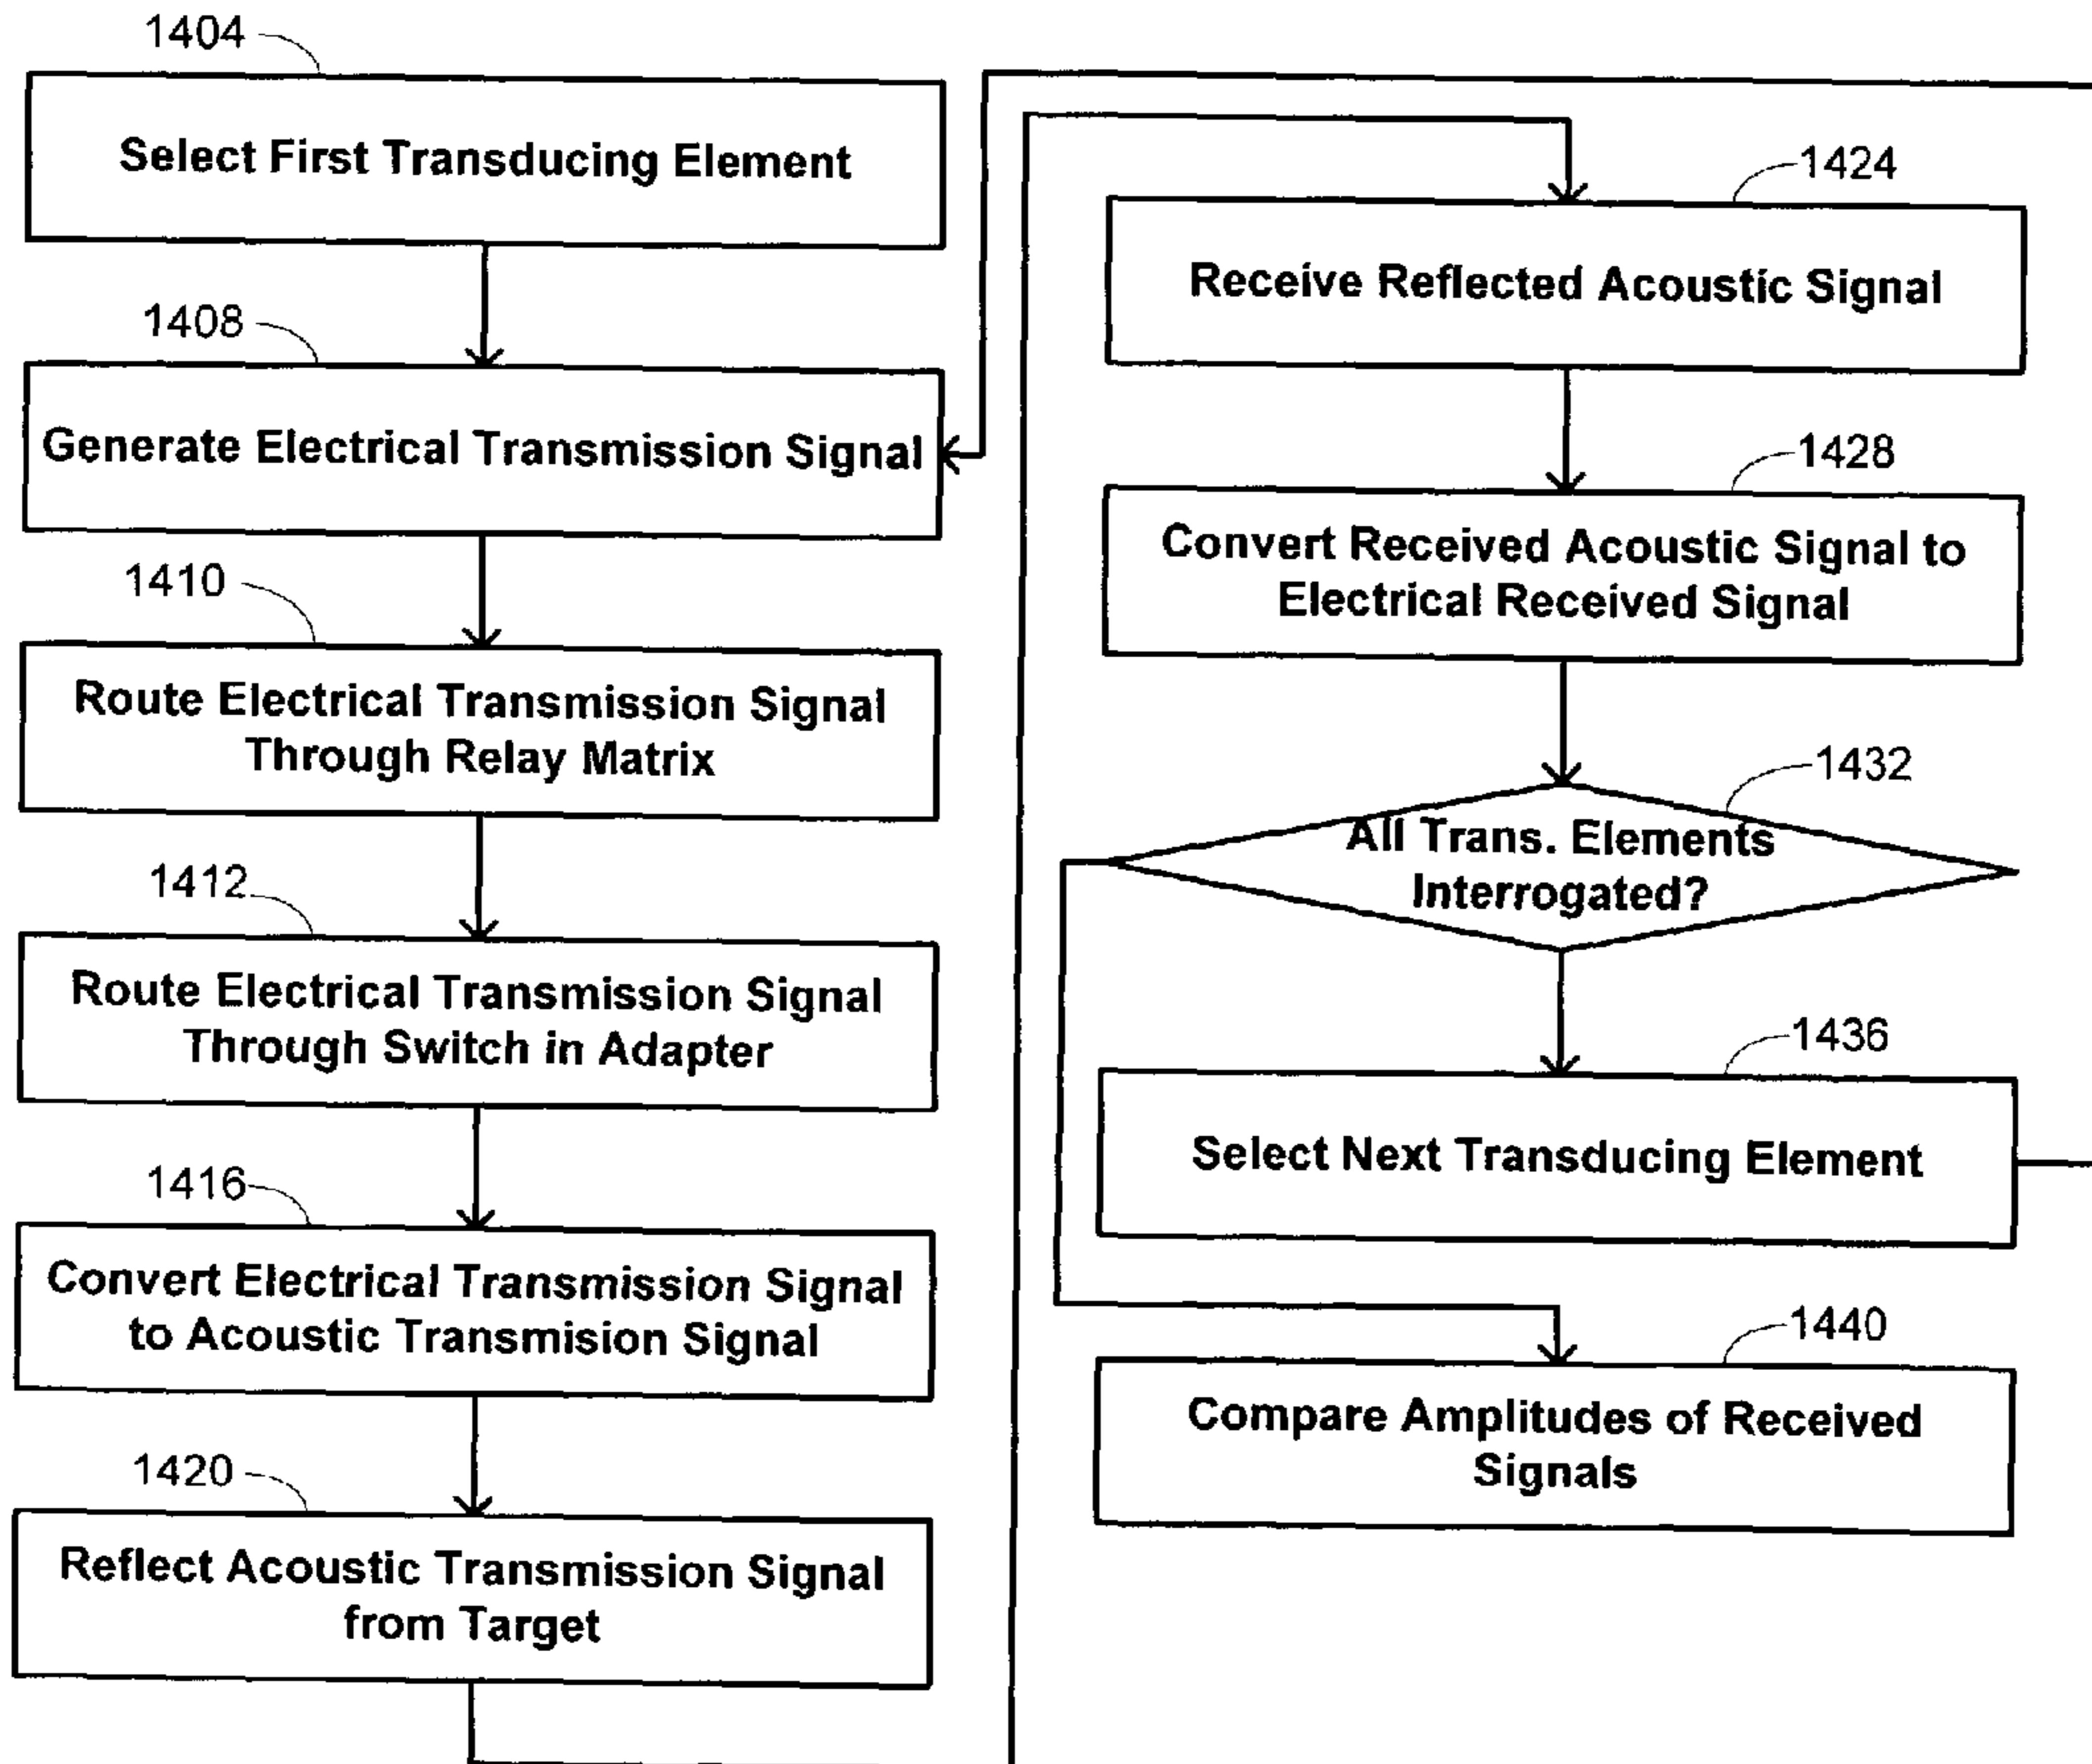 1404
Select First Transducing Element
1408
Generate Electrical Transmission Signal
1410
Route Electrical Transmission Signal
Through Relay Matrix
1412
Route Electrical Transmission Signal
Through Switch in Adapter
1416
Convert Electrical Transmission Signal
to Acoustic Transmision Signal
1420
Reflect Acoustic Transmission Signal
from Target
1424
Receive Reflected Acoustic Signal
1428
Convert Received Acoustic Signal to
Electrical Received Signal
1432
All Trans. Elements
Interrogated?
1436
Select Next Transducing Element
1440
Compare Amplitudes of Received
Signals